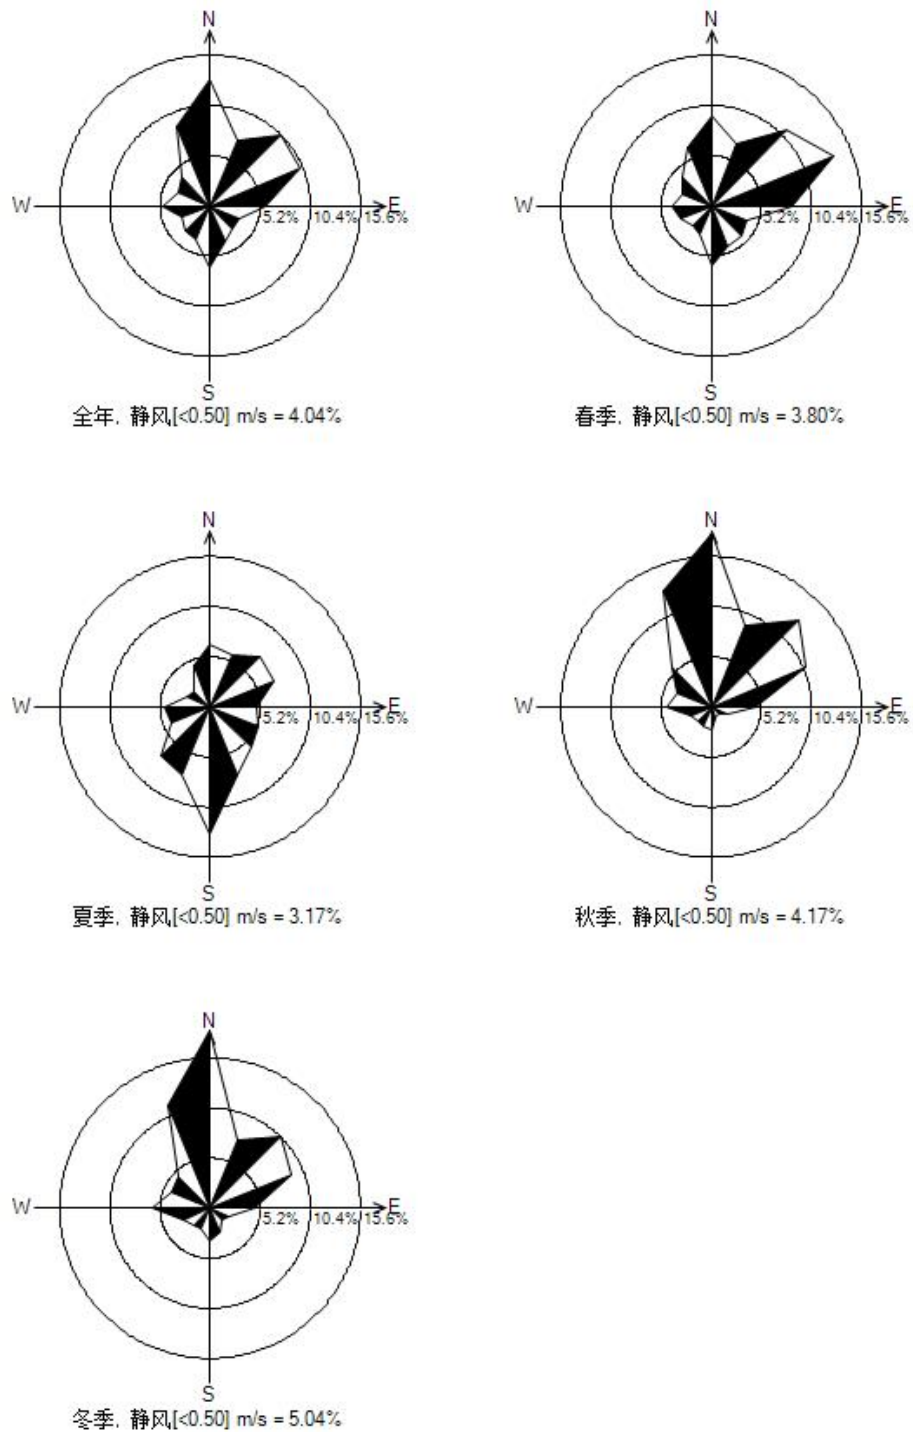 N
W
E
5.2%
10.4%
15.6%
S
全年, 静风[<0.50] m/s = 4.04%
N
W
E
5.2%
10.4%
15.6%
S
春季, 静风[<0.50] m/s = 3.80%
N
W
E
5.2%
10.4%
15.6%
S
夏季, 静风[<0.50] m/s = 3.17%
N
W
E
5.2%
10.4%
15.6%
S
秋季, 静风[<0.50] m/s = 4.17%
N
W
E
5.2%
10.4%
15.6%
S
冬季, 静风[<0.50] m/s = 5.04%